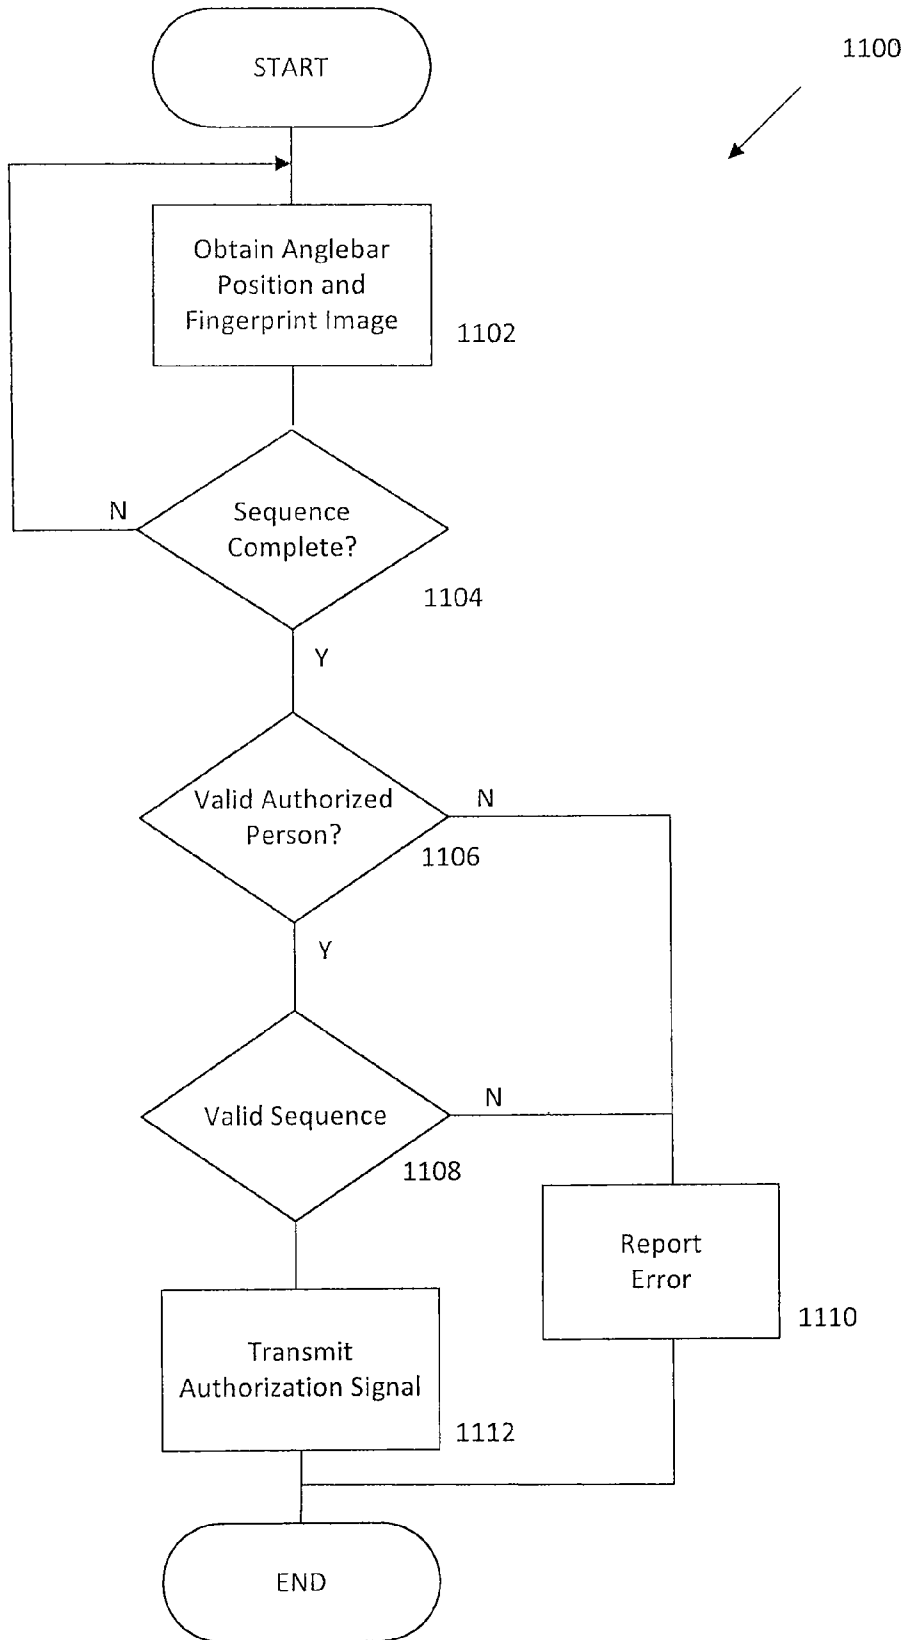 START
1100
Obtain Anglebar
Position and
Fingerprint Image
1102
N
Sequence
Complete?
1104
Y
Valid Authorized
Person?
N
1106
Y
Valid Sequence
N
1108
Report
Error
1110
Transmit
Authorization Signal
1112
END